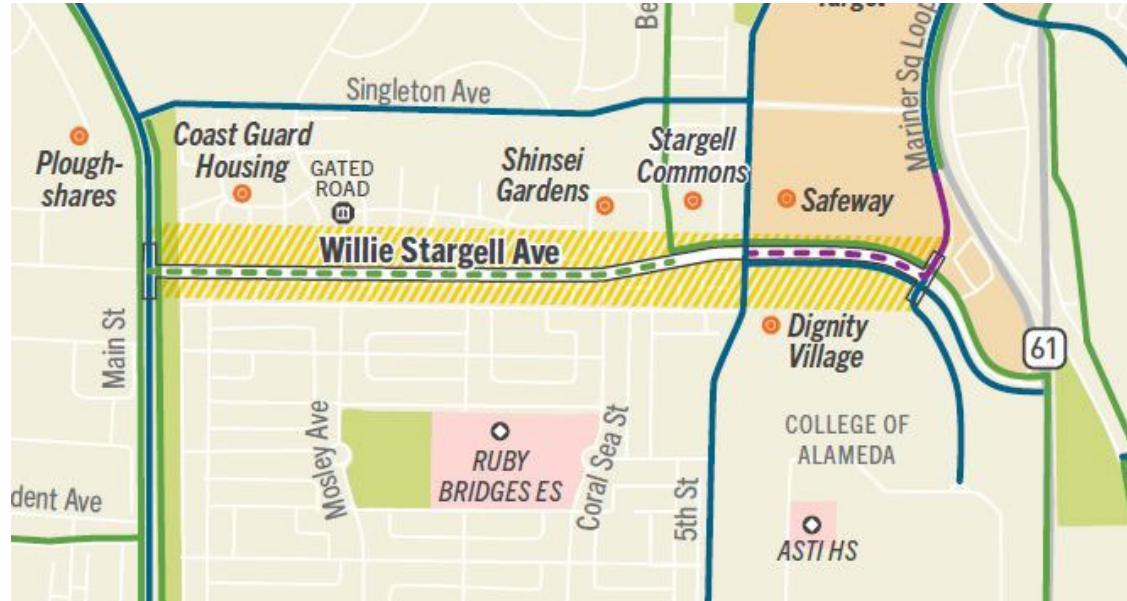 Target
Be
Mariner Sq Loop
Singleton Ave
Plough-
shares
Coast Guard
Housing
GATED
ROAD
Shinsei
Gardens
Stargell
Commons
Safeway
Willie Stargell Ave
Main St
Dignity
Village
61
Mosley Ave
RUBY
BRIDGES ES
Coral Sea St
5th St
COLLEGE OF
ALAMEDA
dent Ave
ASTI HS